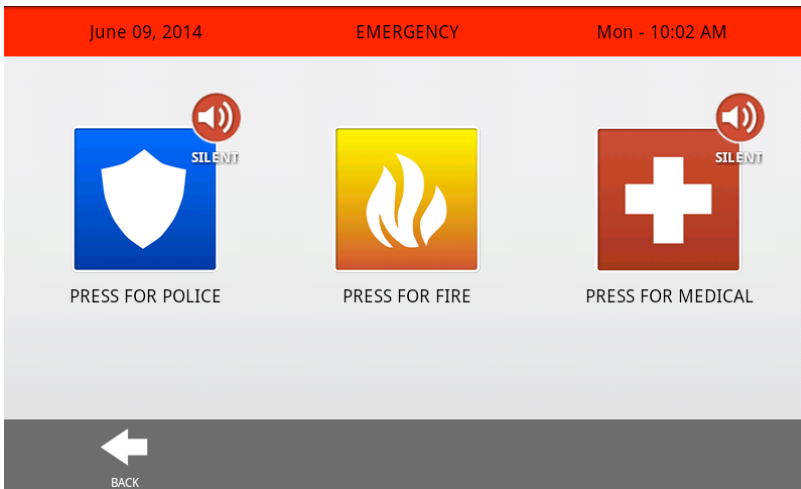 June 09, 2014 EMERGENCY Mon - 10:02 AM
SILENT SILENT
PRESS FOR POLICE PRESS FOR FIRE PRESS FOR MEDICAL
BACK